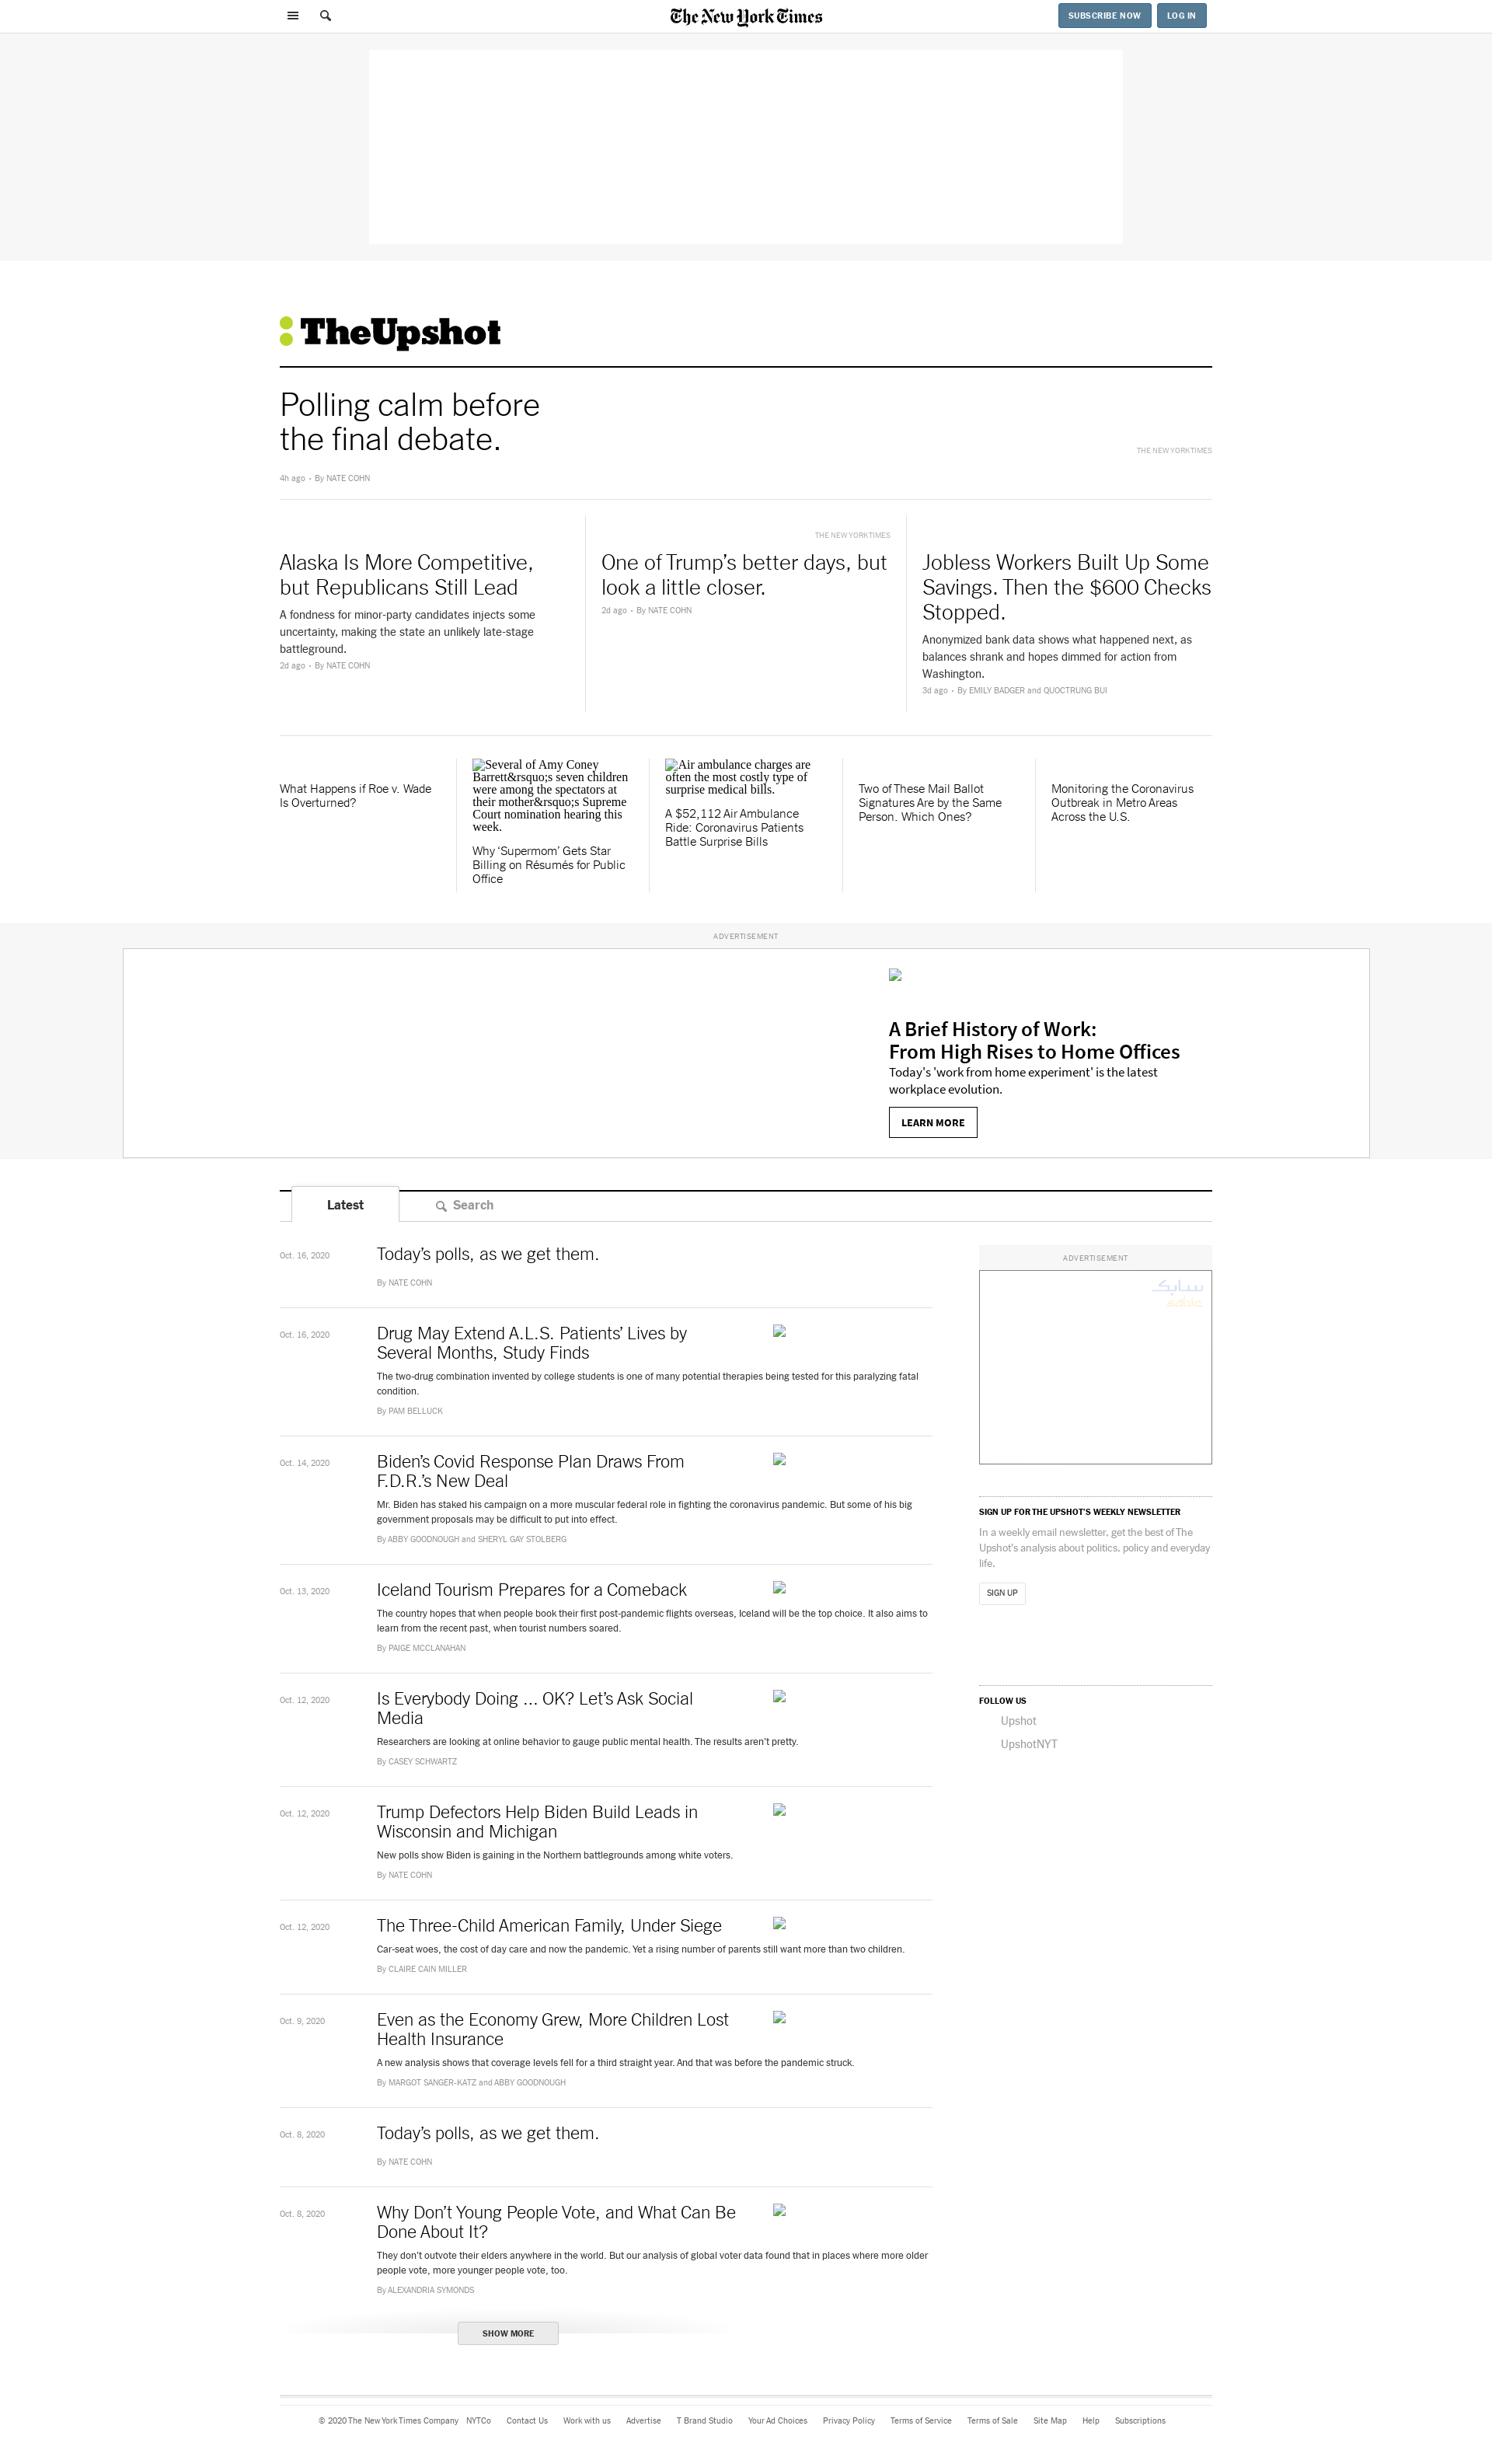 The New York Times
SUBSCRIBE NOW
LOG IN
TheUpshot
Polling calm before
the final debate.
THE NEW YORK TIMES
4h ago • By NATE COHN
Alaska Is More Competitive,
but Republicans Still Lead
A fondness for minor-party candidates injects some
uncertainty, making the state an unlikely late-stage
battleground.
2d ago • By NATE COHN
THE NEW YORK TIMES
One of Trump’s better days, but
look a little closer.
2d ago • By NATE COHN
Jobless Workers Built Up Some
Savings. Then the $600 Checks
Stopped.
Anonymized bank data shows what happened next, as
balances shrank and hopes dimmed for action from
Washington.
3d ago • By EMILY BADGER and QUOCTRUNG BUI
What Happens if Roe v. Wade
Is Overturned?
Several of Amy Coney
Barrett&rsquo;s seven children
were among the spectators at
their mother&rsquo;s Supreme
Court nomination hearing this
week.
Why ‘Supermom’ Gets Star
Billing on Résumés for Public
Office
Air ambulance charges are
often the most costly type of
surprise medical bills.
A $52,112 Air Ambulance
Ride: Coronavirus Patients
Battle Surprise Bills
Two of These Mail Ballot
Signatures Are by the Same
Person. Which Ones?
Monitoring the Coronavirus
Outbreak in Metro Areas
Across the U.S.
ADVERTISEMENT
A Brief History of Work:
From High Rises to Home Offices
Today's 'work from home experiment' is the latest
workplace evolution.
LEARN MORE
Latest
Search
Oct. 16, 2020
Today’s polls, as we get them.
By NATE COHN
Oct. 16, 2020
Drug May Extend A.L.S. Patients’ Lives by
Several Months, Study Finds
The two-drug combination invented by college students is one of many potential therapies being tested for this paralyzing fatal
condition.
By PAM BELLUCK
Oct. 14, 2020
Biden’s Covid Response Plan Draws From
F.D.R.’s New Deal
Mr. Biden has staked his campaign on a more muscular federal role in fighting the coronavirus pandemic. But some of his big
government proposals may be difficult to put into effect.
By ABBY GOODNOUGH and SHERYL GAY STOLBERG
Oct. 13, 2020
Iceland Tourism Prepares for a Comeback
The country hopes that when people book their first post-pandemic flights overseas, Iceland will be the top choice. It also aims to
learn from the recent past, when tourist numbers soared.
By PAIGE MCCLANAHAN
Oct. 12, 2020
Is Everybody Doing ... OK? Let’s Ask Social
Media
Researchers are looking at online behavior to gauge public mental health. The results aren’t pretty.
By CASEY SCHWARTZ
Oct. 12, 2020
Trump Defectors Help Biden Build Leads in
Wisconsin and Michigan
New polls show Biden is gaining in the Northern battlegrounds among white voters.
By NATE COHN
Oct. 12, 2020
The Three-Child American Family, Under Siege
Car-seat woes, the cost of day care and now the pandemic. Yet a rising number of parents still want more than two children.
By CLAIRE CAIN MILLER
Oct. 9, 2020
Even as the Economy Grew, More Children Lost
Health Insurance
A new analysis shows that coverage levels fell for a third straight year. And that was before the pandemic struck.
By MARGOT SANGER-KATZ and ABBY GOODNOUGH
Oct. 8, 2020
Today’s polls, as we get them.
By NATE COHN
Oct. 8, 2020
Why Don’t Young People Vote, and What Can Be
Done About It?
They don’t outvote their elders anywhere in the world. But our analysis of global voter data found that in places where more older
people vote, more younger people vote, too.
By ALEXANDRIA SYMONDS
SHOW MORE
ADVERTISEMENT
سابك
sabic
SIGN UP FOR THE UPSHOT'S WEEKLY NEWSLETTER
In a weekly email newsletter, get the best of The
Upshot's analysis about politics, policy and everyday
life.
SIGN UP
FOLLOW US
Upshot
UpshotNYT
© 2020 The New York Times Company NYTCo Contact Us Work with us Advertise T Brand Studio Your Ad Choices Privacy Policy Terms of Service Terms of Sale Site Map Help Subscriptions